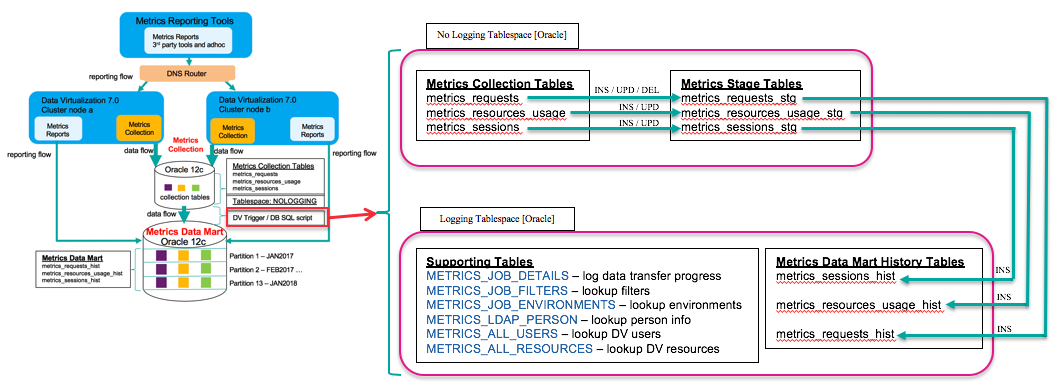 Metrics Reporting Tools
Metrics Reports
3rd party tools and adhoc
reporting flow
DNS Router
Data Virtualization 7.0
Cluster node a
Metrics
Reports
Metrics
Collection
Data Virtualization 7.0
Cluster node b
Metrics
Collection
Metrics
Reports
reporting flow
data flow
Metrics
Collection
data flow
reporting flow
Oracle 12c
collection tables
Metrics Collection Tables
metrics_requests
metrics_resources_usage
metrics_sessions
Tablespace: NOLOGGING
data flow
DV Trigger / DB SQL script
Metrics Data Mart
Oracle 12c
Metrics Data Mart
metrics_requests_hist
metrics_resources_usage_hist
metrics_sessions_hist
Partition 1 – JAN2017
Partition 2 – FEB2017 …
Partition 13 – JAN2018
No Logging Tablespace [Oracle]
Metrics Collection Tables
metrics_requests
metrics_resources_usage
metrics_sessions
INS / UPD / DEL
INS / UPD
INS / UPD
Metrics Stage Tables
metrics_requests_stg
metrics_resources_usage_stg
metrics_sessions_stg
Logging Tablespace [Oracle]
Supporting Tables
METRICS_JOB_DETAILS – log data transfer progress
METRICS_JOB_FILTERS – lookup filters
METRICS_JOB_ENVIRONMENTS – lookup environments
METRICS_LDAP_PERSON – lookup person info
METRICS_ALL_USERS – lookup DV users
METRICS_ALL_RESOURCES – lookup DV resources
Metrics Data Mart History Tables
metrics_sessions_hist
metrics_resources_usage_hist
metrics_requests_hist
INS
INS
INS